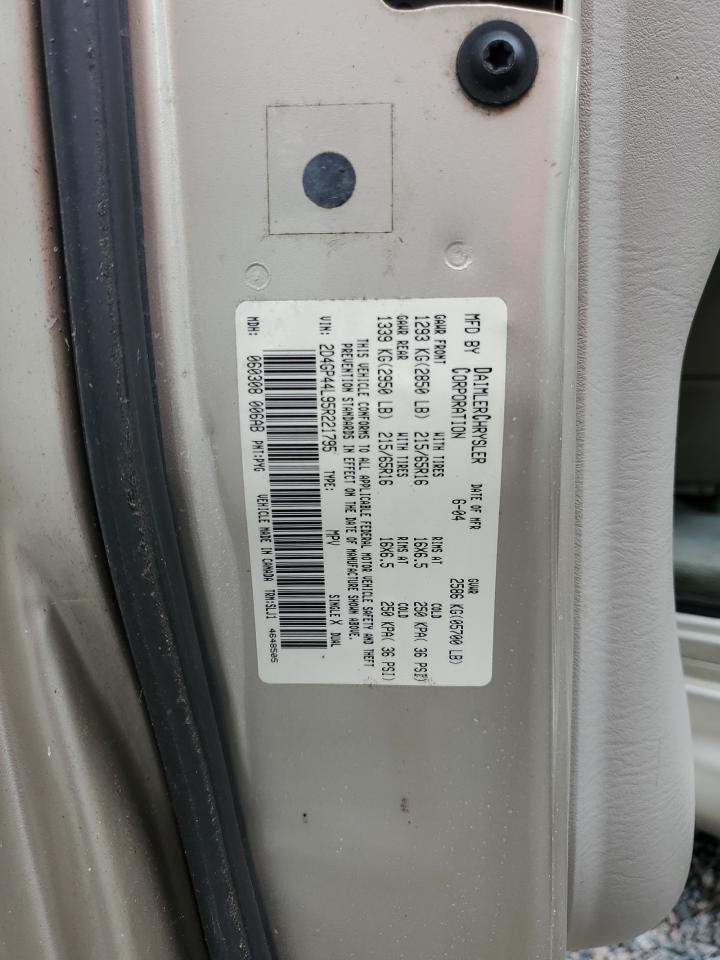 MFD BY DAIMLERCHRYSLER CORPORATION DATE OF MFR 6-04 GVWR 2586 KG(05700 LB)
GAWR FRONT WITH TIRES RIMS AT COLD
1293 KG(2850 LB) 215/65R16 16X6.5 250 KPA( 36 PSI)
GAWR REAR WITH TIRES RIMS AT COLD
1339 KG(2950 LB) 215/65R16 16X6.5 250 KPA( 36 PSI)
THIS VEHICLE CONFORMS TO ALL APPLICABLE FEDERAL MOTOR VEHICLE SAFETY AND THEFT
PREVENTION STANDARDS IN EFFECT ON THE DATE OF MANUFACTURE SHOWN ABOVE.
VIN: 2D4GP44L95R221795 TYPE: MPV SINGLE X DUAL
MDH: 060308 006AB PNT:PYG VEHICLE MADE IN CANADA TRM:SLJ1 4648505